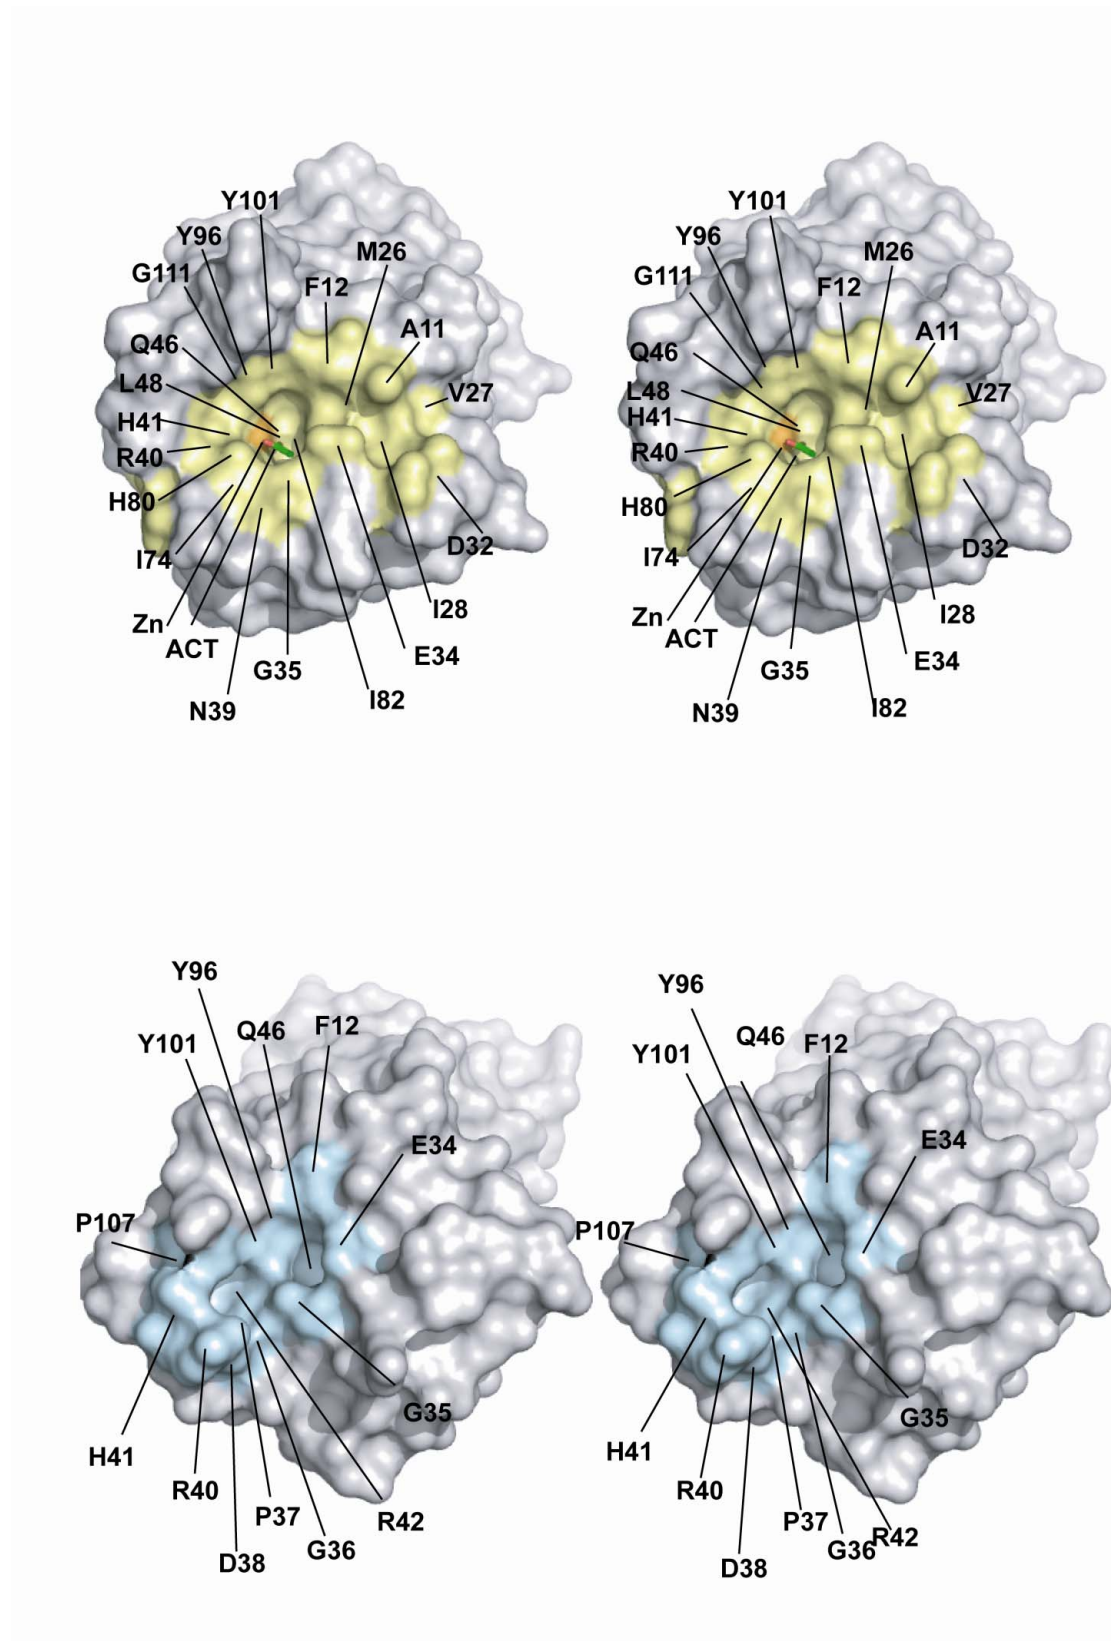 Y101 Y101
Y96 Y96
M26 M26
G111 F12 G111 F12
A11 A11
Q46 Q46
L48 V27 L48 V27
H41 H41
R40 R40
H80 H80
D32 D32
I74 I74
I28 I28
Zn Zn
ACT ACT
E34 E34
G35 G35
I82 I82
N39 N39
Y96 Y96
Q46 F12 Q46 F12
Y101 Y101
E34 E34
P107 P107
G35 G35
H41 H41
R40 R40
P37 R42 P37 R42
G36 G36
D38 D38